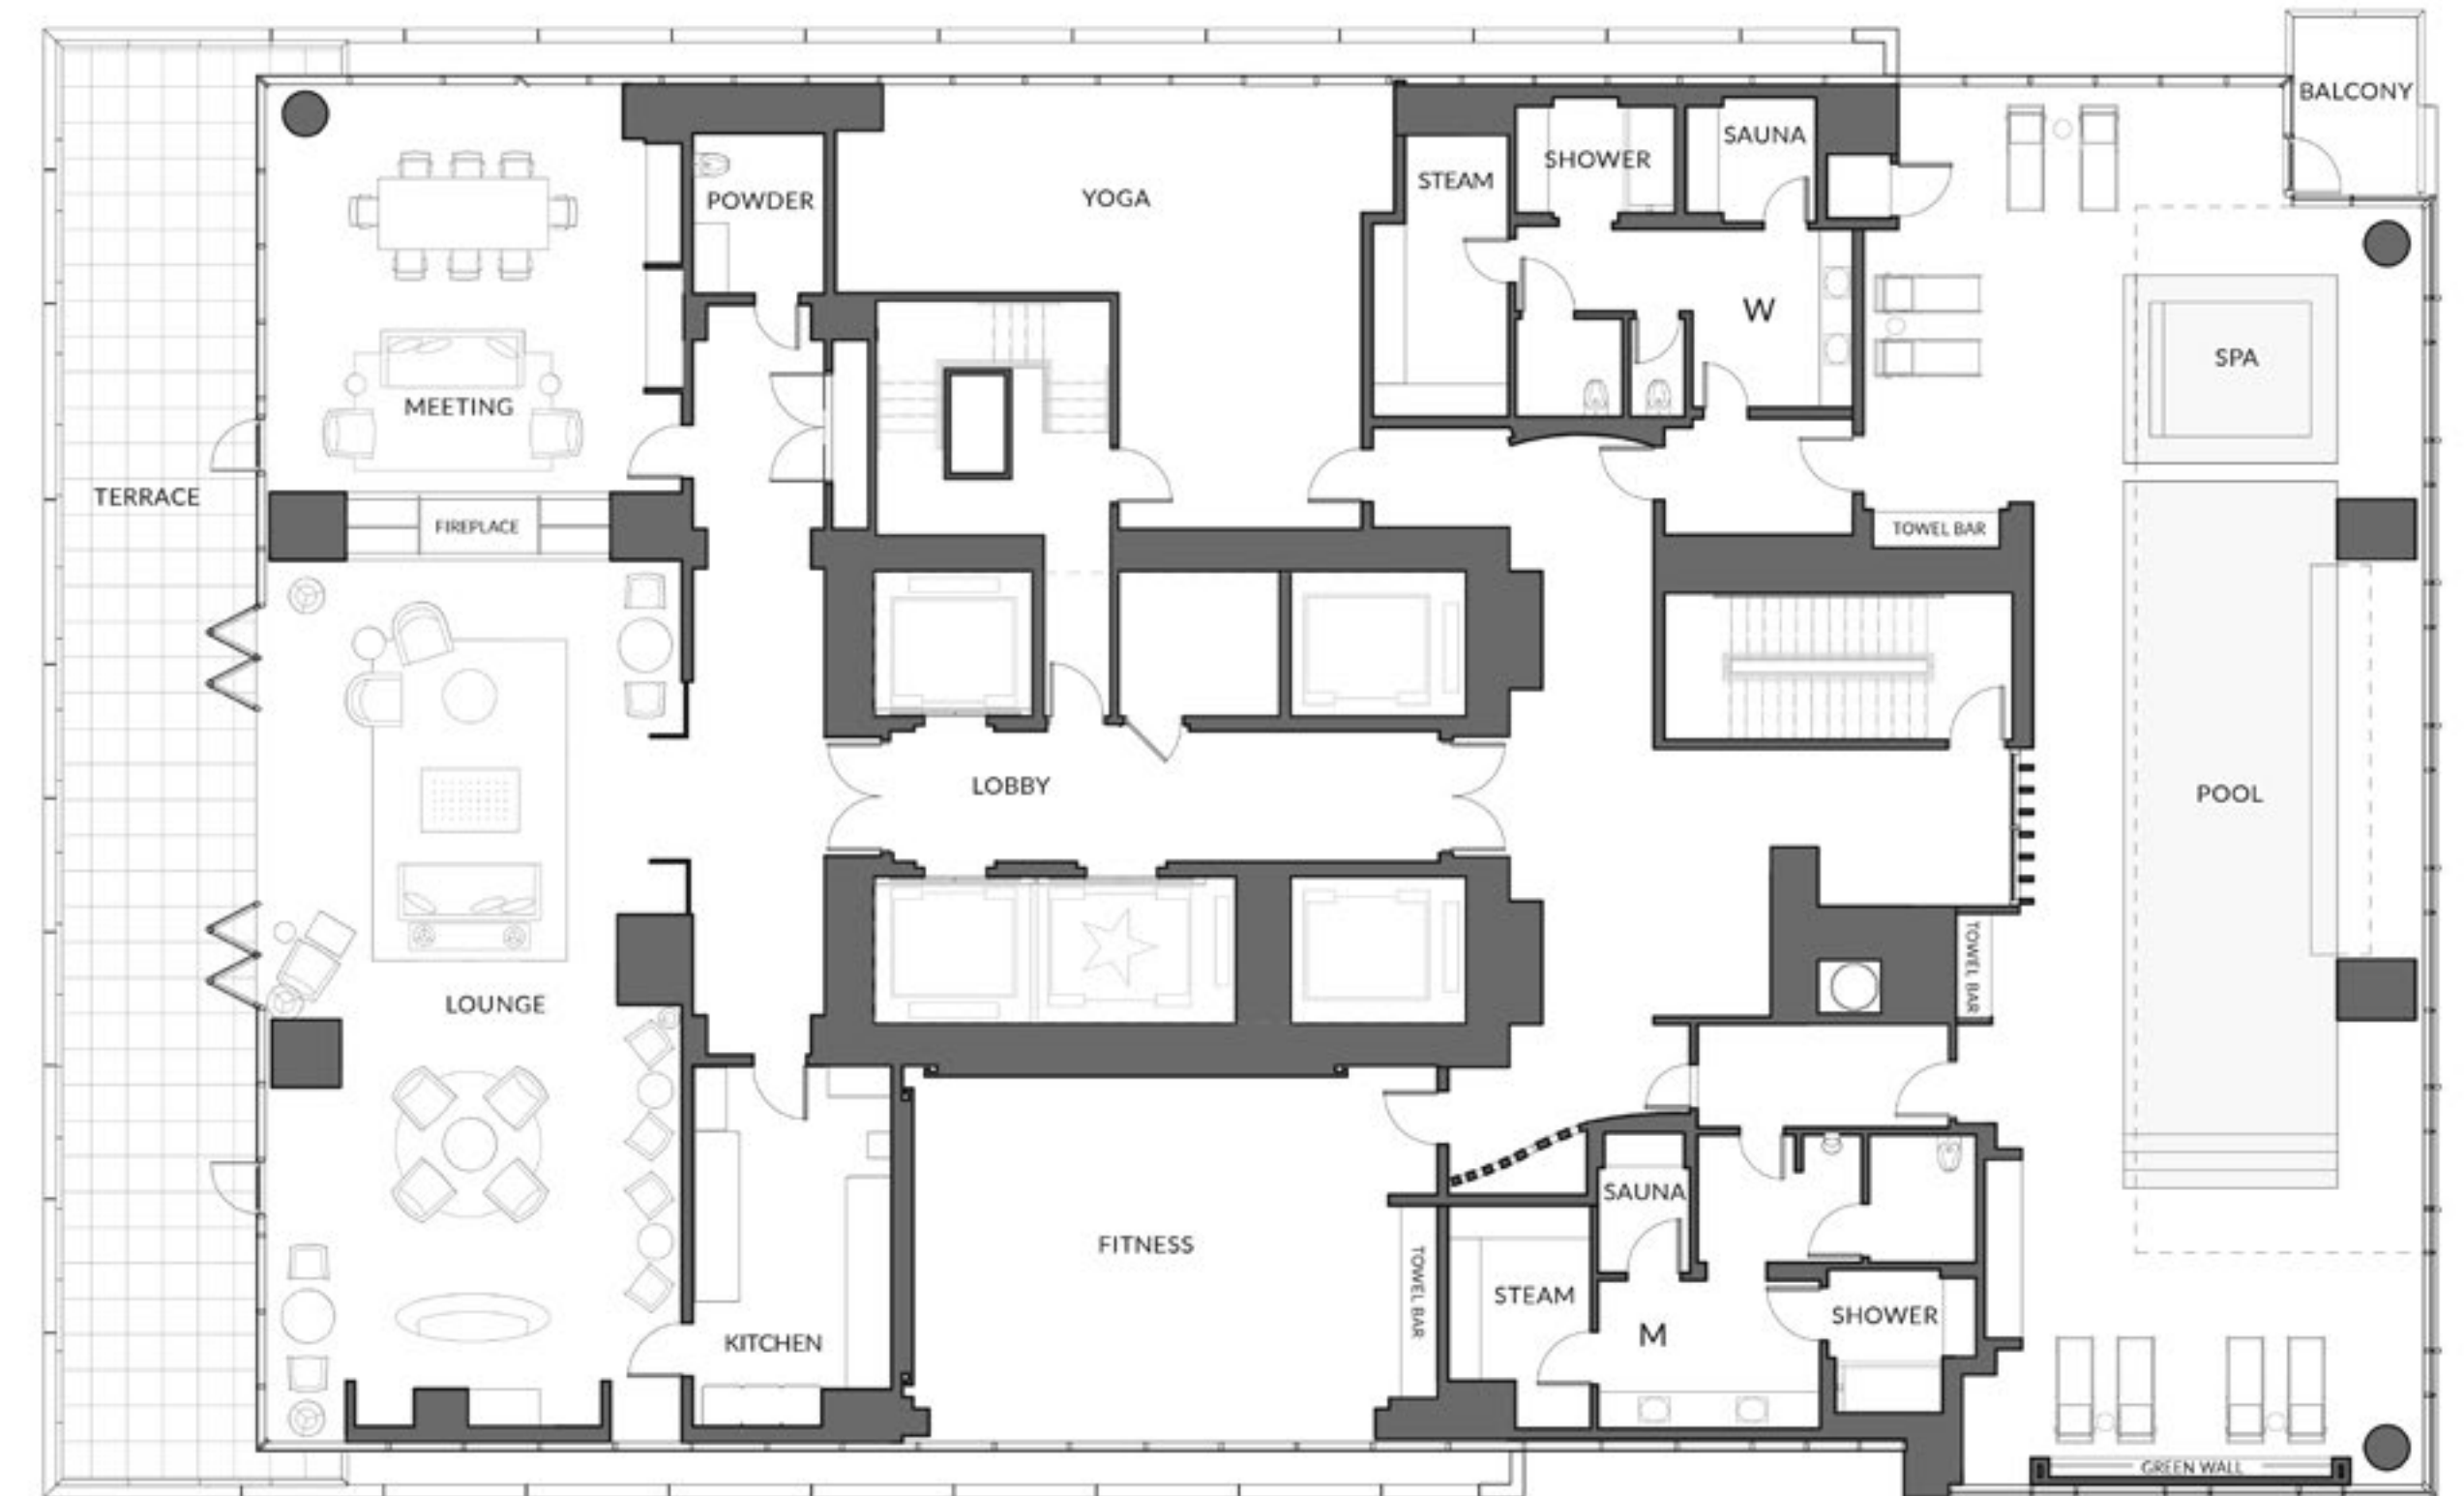 BALCONY
SAUNA
SHOWER
STEAM
POWDER
YOGA
W
SPA
MEETING
TERRACE
FIREPLACE
TOWEL BAR
LOBBY
POOL
TOWEL BAR
LOUNGE
SAUNA
FITNESS
TOWEL BAR
STEAM
SHOWER
M
KITCHEN
GREEN WALL